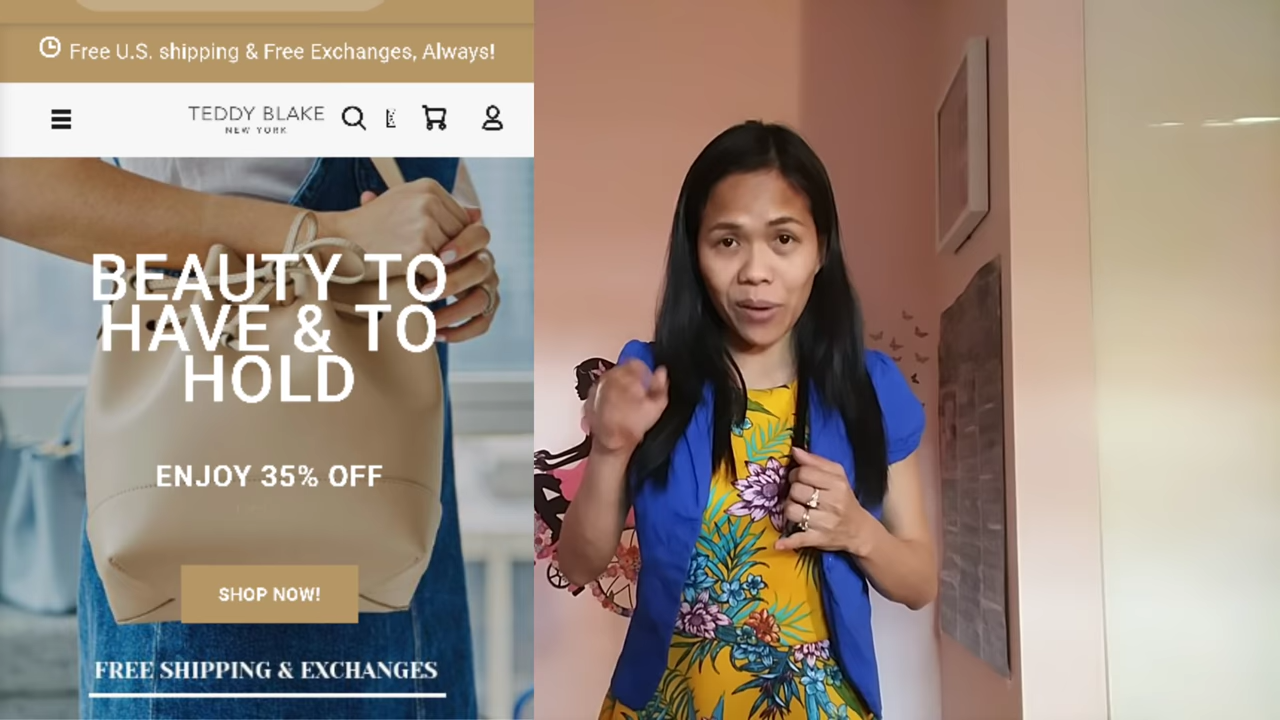 Free U.S. shipping & Free Exchanges, Always!
TEDDY BLAKE
NEW YORK
BEAUTY TO
HAVE & TO
HOLD
ENJOY 35% OFF
SHOP NOW!
FREE SHIPPING & EXCHANGES